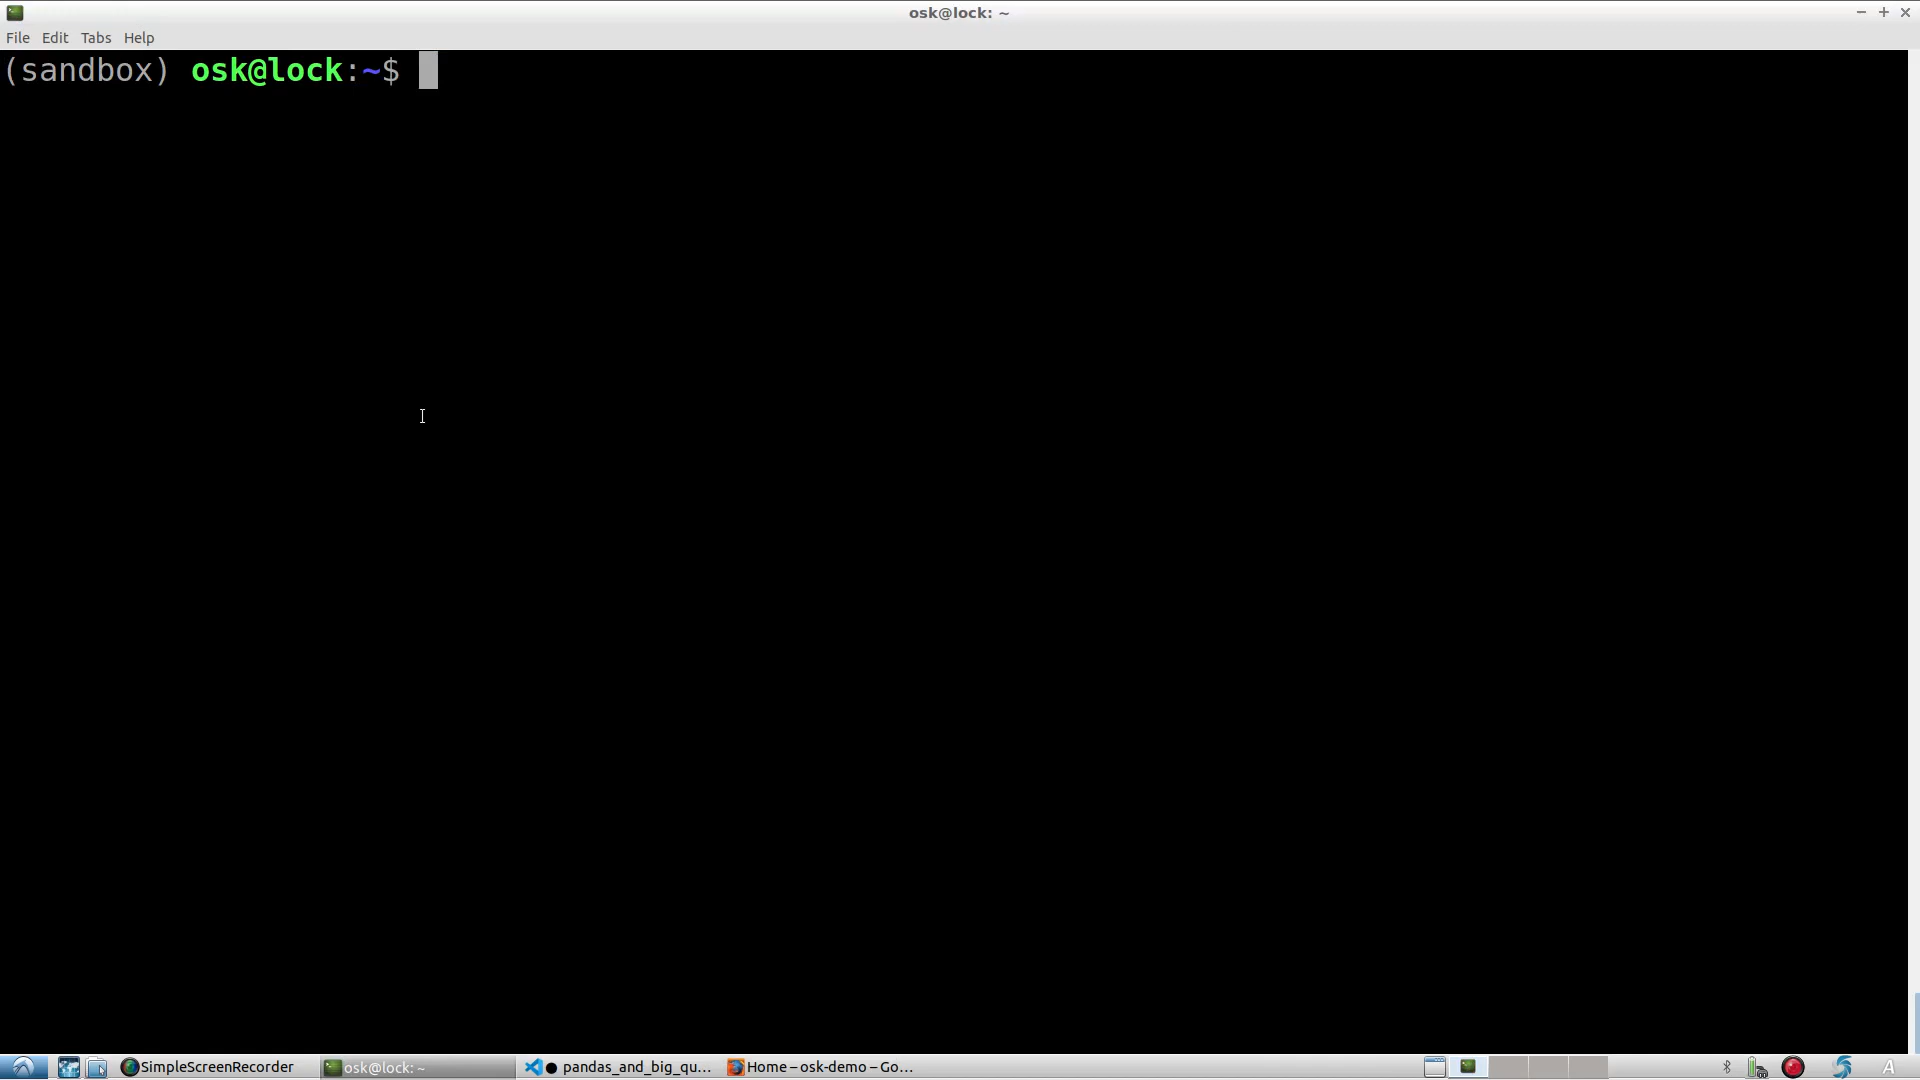 osk@lock: ~
File Edit Tabs Help
(sandbox) osk@lock:~$
SimpleScreenRecorder osk@lock: ~ ● pandas_and_big_qu... Home – osk-demo – Go... A